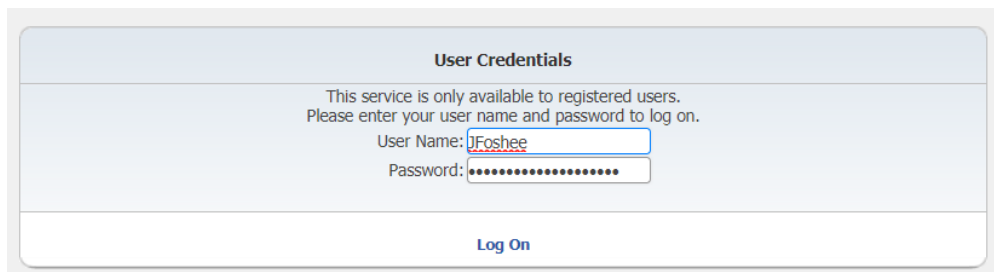 User Credentials
This service is only available to registered users.
Please enter your user name and password to log on.
User Name: JFoshee
Password: ••••••••••••••••••••
Log On